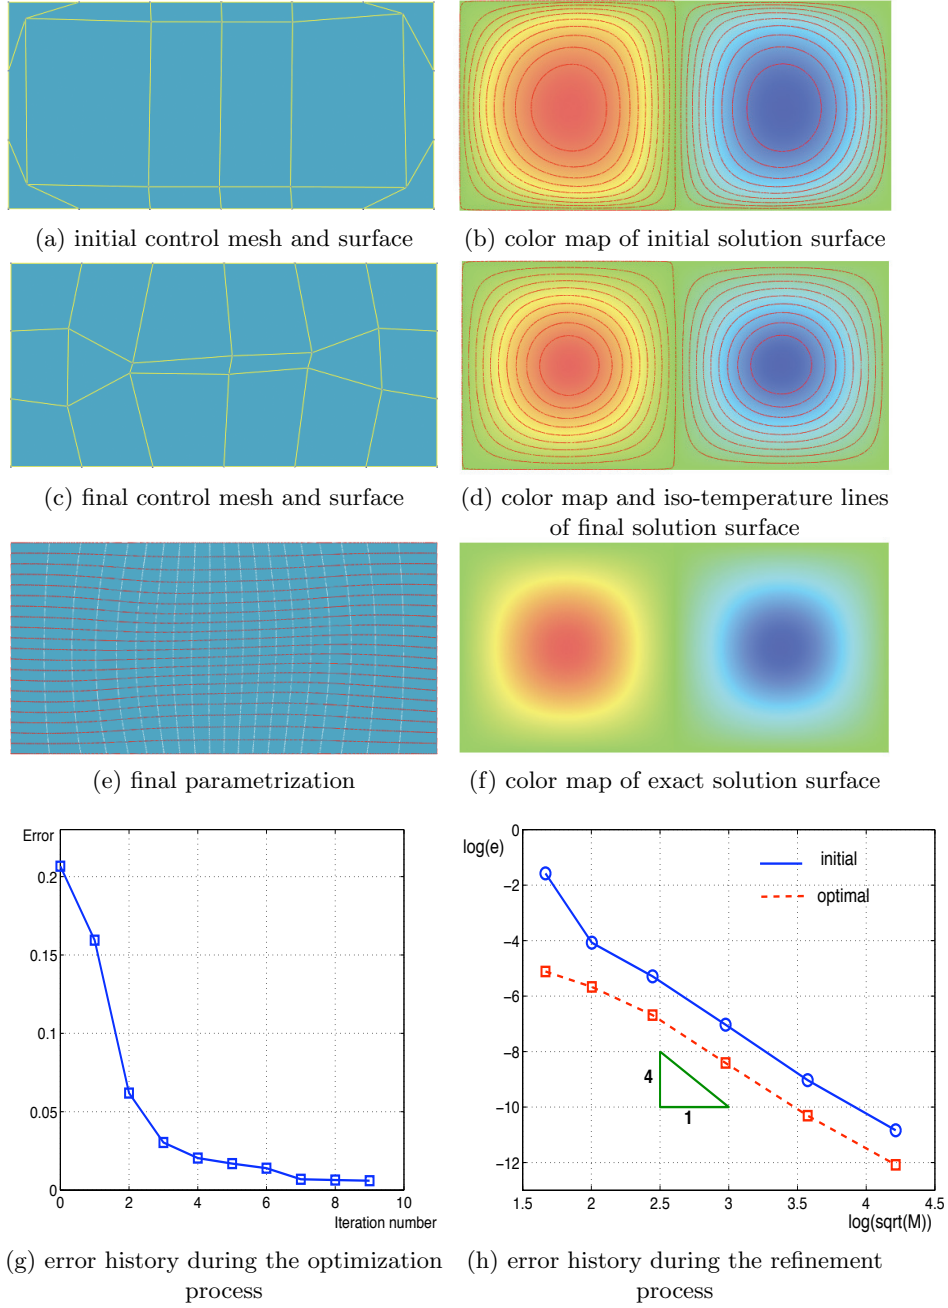 (a) initial control mesh and surface
(b) color map of initial solution surface
(c) final control mesh and surface
(d) color map and iso-temperature lines
of final solution surface
(e) final parametrization
(f) color map of exact solution surface
Error
0.2
0.15
0.1
0.05
0
0 2 4 6 8 10
Iteration number
log(e)
0
−2
−4
−6
−8
−10
−12
initial
optimal
4
1
1.5 2 2.5 3 3.5 4 4.5
log(sqrt(M))
(g) error history during the optimization
process
(h) error history during the refinement
process